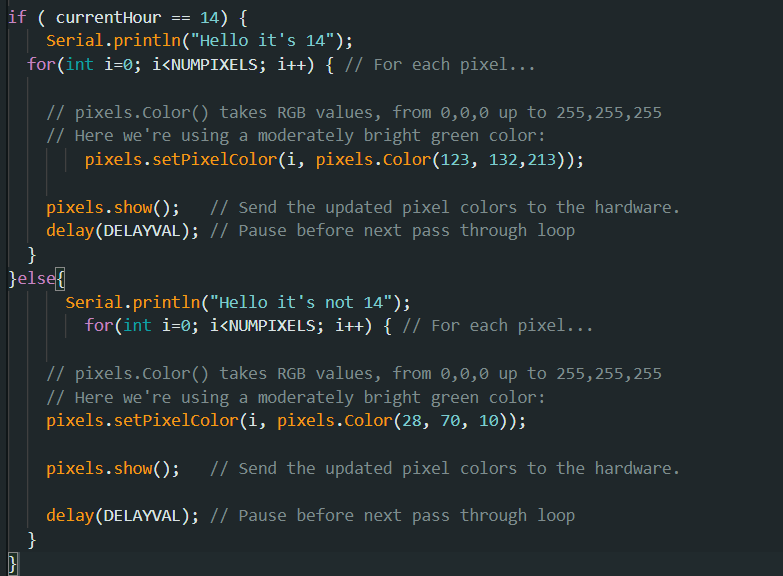 if ( currentHour == 14) {
Serial.println("Hello it's 14");
for(int i=0; i<NUMPIXELS; i++) { // For each pixel...
// pixels.Color() takes RGB values, from 0,0,0 up to 255,255,255
// Here we're using a moderately bright green color:
pixels.setPixelColor(i, pixels.Color(123, 132,213));
pixels.show();   // Send the updated pixel colors to the hardware.
delay(DELAYVAL); // Pause before next pass through loop
}
}else{
Serial.println("Hello it's not 14");
for(int i=0; i<NUMPIXELS; i++) { // For each pixel...
// pixels.Color() takes RGB values, from 0,0,0 up to 255,255,255
// Here we're using a moderately bright green color:
pixels.setPixelColor(i, pixels.Color(28, 70, 10));
pixels.show();   // Send the updated pixel colors to the hardware.
delay(DELAYVAL); // Pause before next pass through loop
}
}